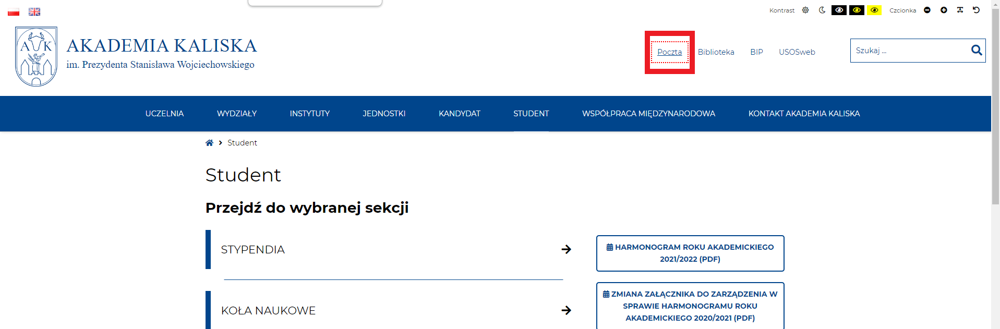 Kontrast
Czcionka
A K
AKADEMIA KALISKA
im. Prezydenta Stanisława Wojciechowskiego
Poczta Biblioteka BIP USOSweb
Szukaj ...
UCZELNIA WYDZIAŁY INSTYTUTY JEDNOSTKI KANDYDAT STUDENT WSPÓŁPRACA MIĘDZYNARODOWA KONTAKT AKADEMIA KALISKA
Student
Student
Przejdź do wybranej sekcji
STYPENDIA
HARMONOGRAM ROKU AKADEMICKIEGO
2021/2022 (PDF)
KOŁA NAUKOWE
ZMIANA ZAŁĄCZNIKA DO ZARZĄDZENIA W
SPRAWIE HARMONOGRAMU ROKU
AKADEMICKIEGO 2020/2021 (PDF)